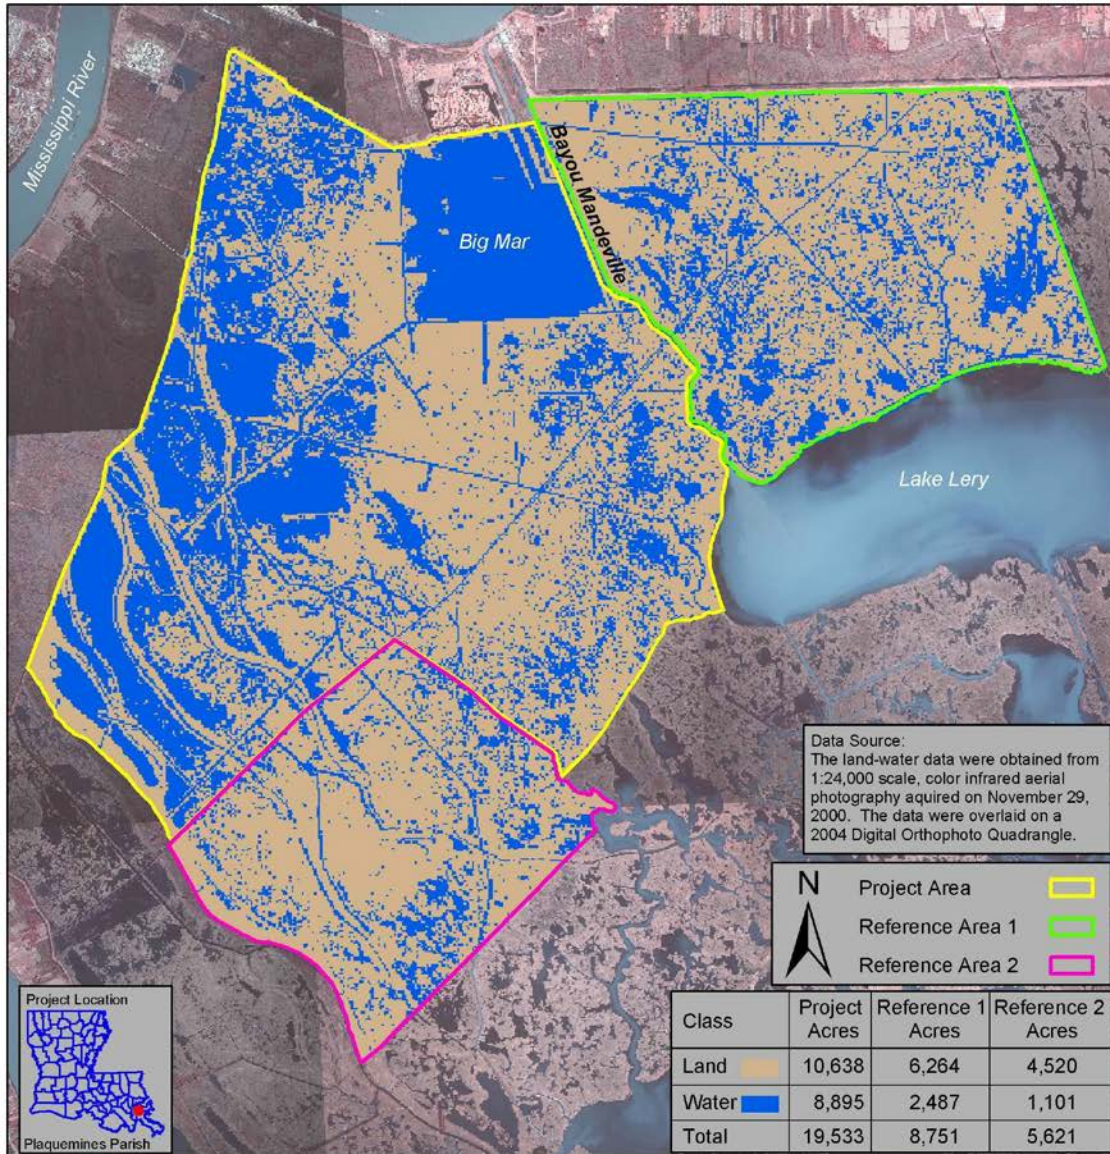 Mississippi River
Bayou Mandeville
Big Mar
Lake Lery
Data Source:
The land-water data were obtained from
1:24,000 scale, color infrared aerial
photography aquired on November 29,
2000. The data were overlaid on a
2004 Digital Orthophoto Quadrangle.
N
Project Area
Reference Area 1
Reference Area 2
Project Location
Plaquemines Parish
Class Project Acres Reference 1 Acres Reference 2 Acres
Land 10,638 6,264 4,520
Water 8,895 2,487 1,101
Total 19,533 8,751 5,621